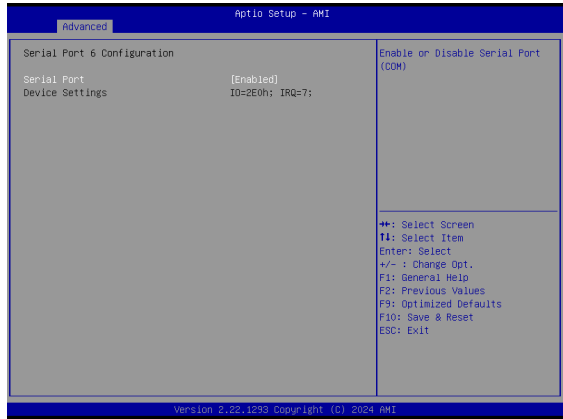 Aptio Setup - AMI
Advanced
Serial Port 6 Configuration
Serial Port [Enabled]
Device Settings IO=2E0h; IRQ=7;
Enable or Disable Serial Port
(COM)
→←: Select Screen
↑↓: Select Item
Enter: Select
+/- : Change Opt.
F1: General Help
F2: Previous Values
F9: Optimized Defaults
F10: Save & Reset
ESC: Exit
Version 2.22.1293 Copyright (C) 2024 AMI